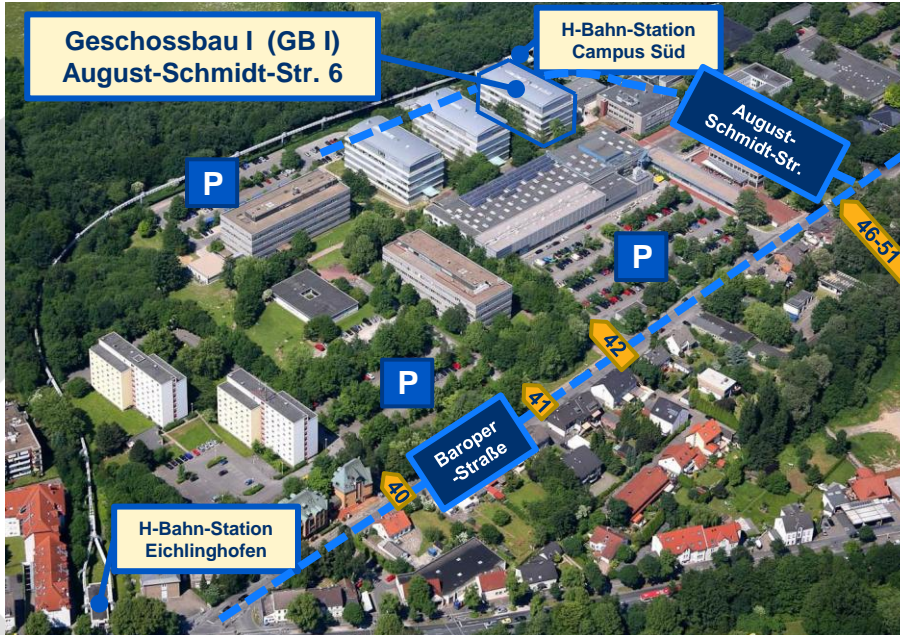 Geschossbau I (GB I)
August-Schmidt-Str. 6
H-Bahn-Station
Campus Süd
August-
Schmidt-Str.
P
46-51
P
42
P
41
Baroper
-Straße
40
H-Bahn-Station
Eichlinghofen